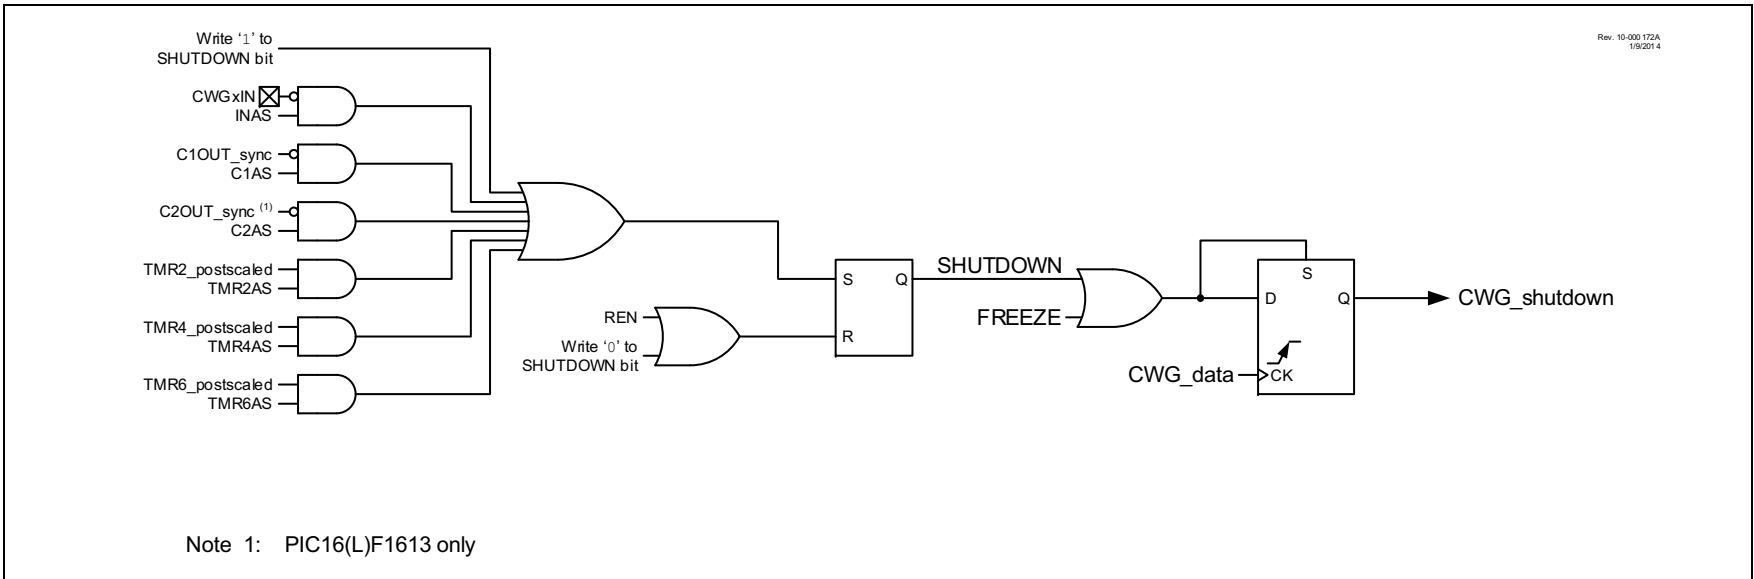 Write ‘1’ to
SHUTDOWN bit
Rev. 10-000 172A
1/9/201 4
CWGxIN
INAS
C1OUT_sync
C1AS
C2OUT_sync (1)
C2AS
TMR2_postscaled
TMR2AS
TMR4_postscaled
TMR4AS
TMR6_postscaled
TMR6AS
REN
Write ‘0’ to
SHUTDOWN bit
S
Q
R
SHUTDOWN
FREEZE
S
D
Q
CWG_data
CK
CWG_shutdown
Note 1: PIC16(L)F1613 only